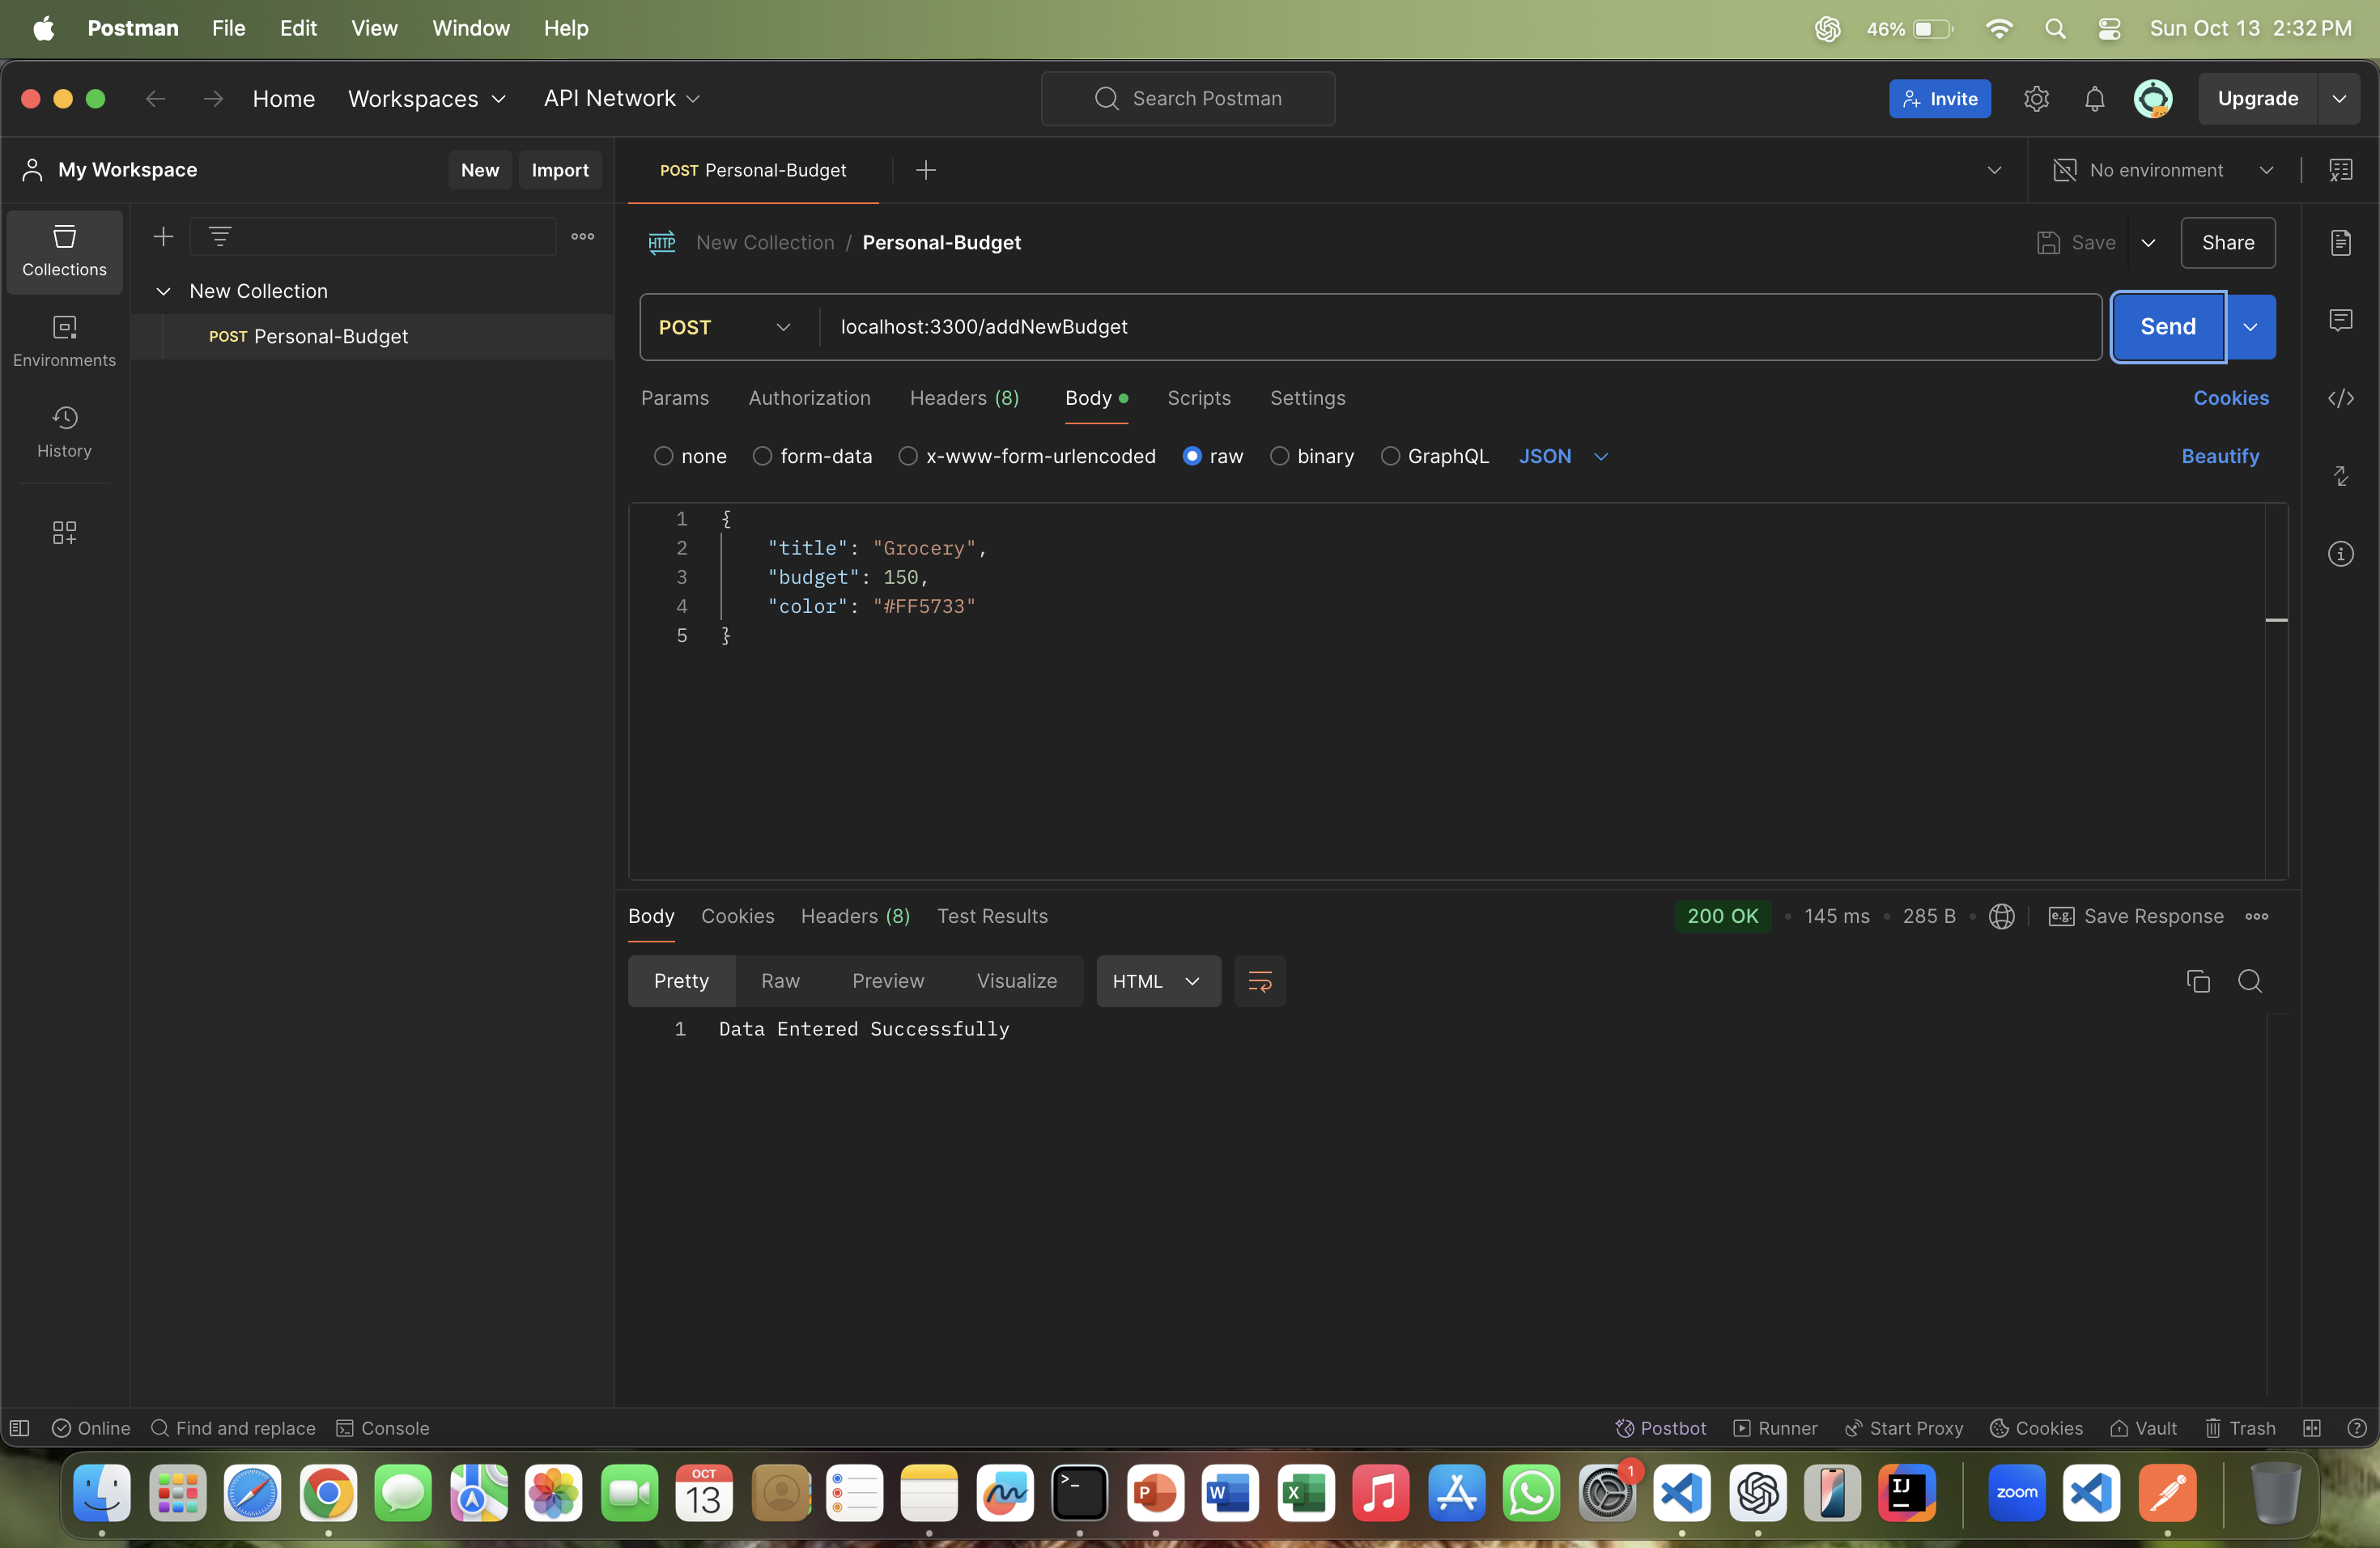 Postman File Edit View Window Help 46% Sun Oct 13 2:32 PM
Home Workspaces API Network Search Postman Invite Upgrade
My Workspace New Import POST Personal-Budget No environment
Collections
New Collection / Personal-Budget Save Share
New Collection
POST Personal-Budget
Environments
History
POST localhost:3300/addNewBudget Send
Params Authorization Headers (8) Body Scripts Settings Cookies
none form-data x-www-form-urlencoded raw binary GraphQL JSON Beautify
1 {
2 "title": "Grocery",
3 "budget": 150,
4 "color": "#FF5733"
5 }
Body Cookies Headers (8) Test Results 200 OK 145 ms 285 B e.g. Save Response
Pretty Raw Preview Visualize HTML
1 Data Entered Successfully
Online Find and replace Console Postbot Runner Start Proxy Cookies Vault Trash
OCT
13
>_
P
W
X
1
IJ
zoom